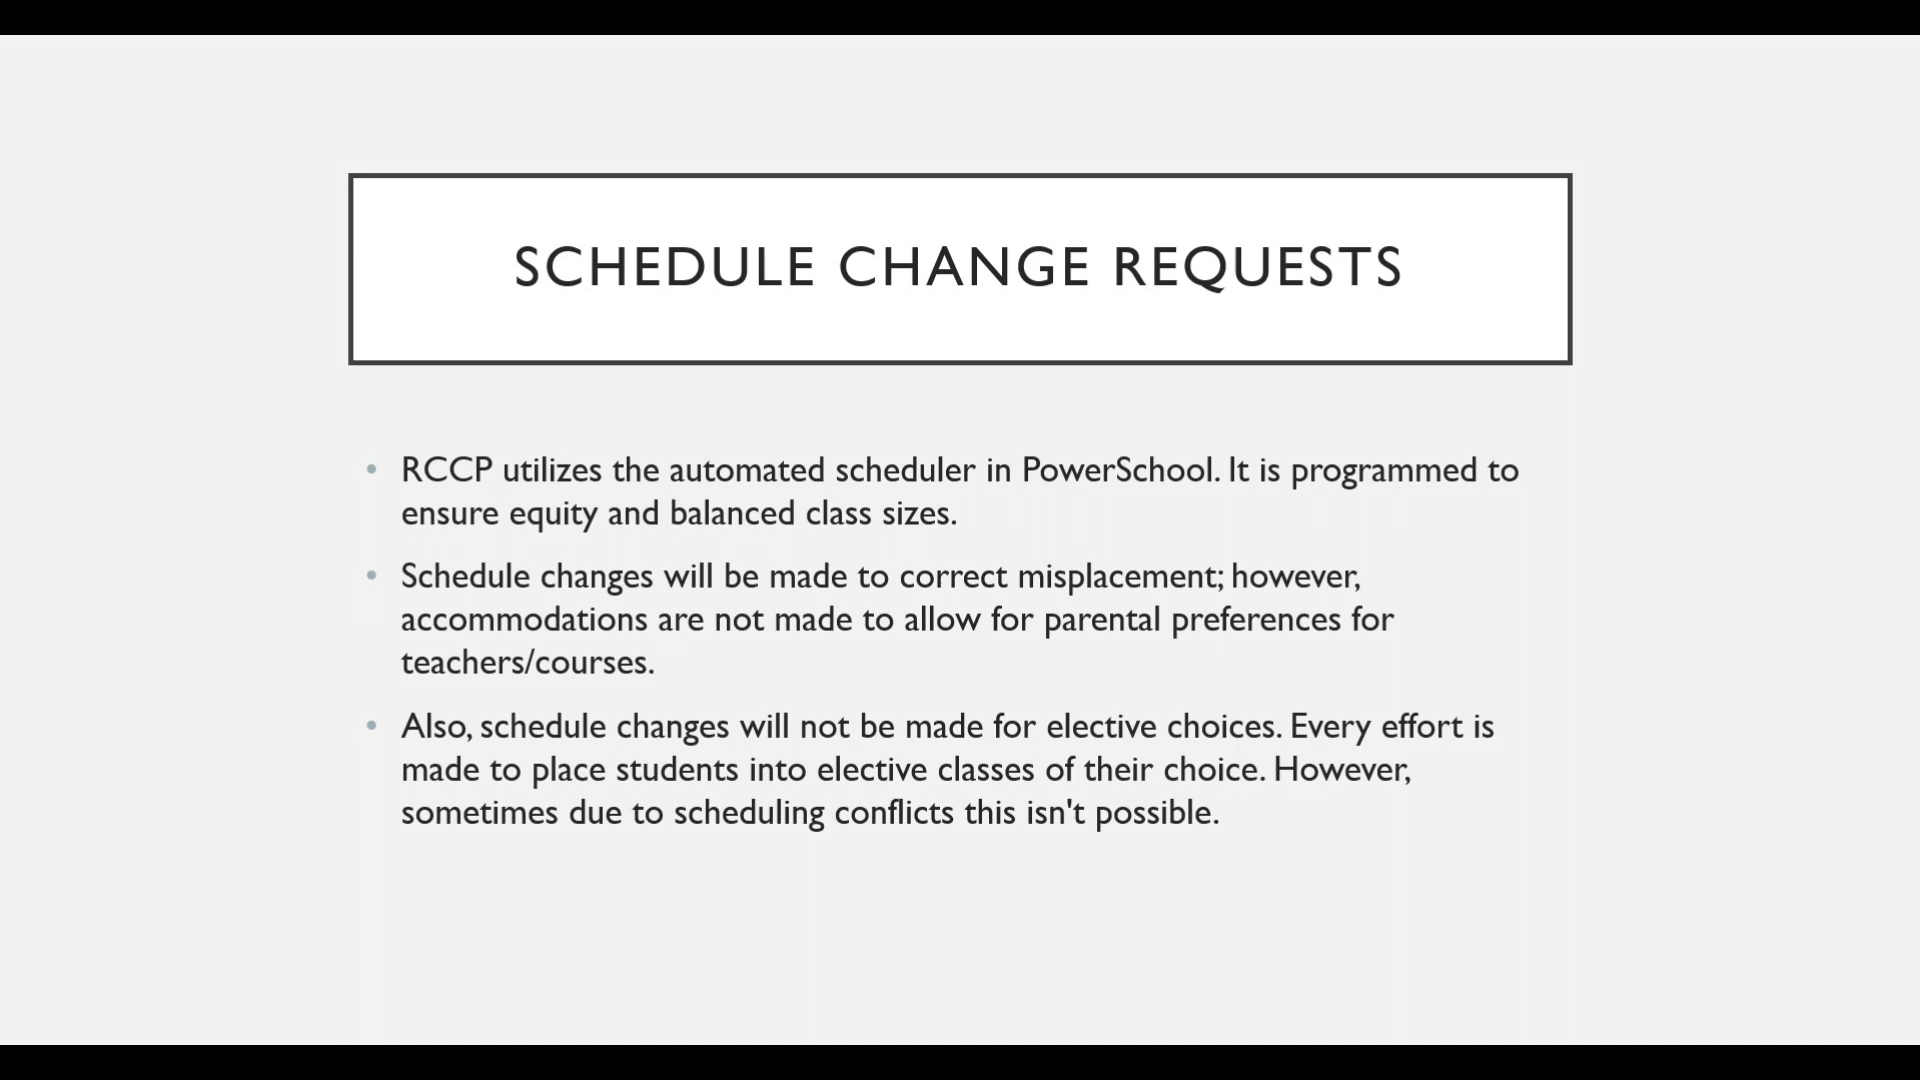 SCHEDULE CHANGE REQUESTS
• RCCP utilizes the automated scheduler in PowerSchool. It is programmed to
ensure equity and balanced class sizes.
• Schedule changes will be made to correct misplacement; however,
accommodations are not made to allow for parental preferences for
teachers/courses.
• Also, schedule changes will not be made for elective choices. Every effort is
made to place students into elective classes of their choice. However,
sometimes due to scheduling conflicts this isn't possible.